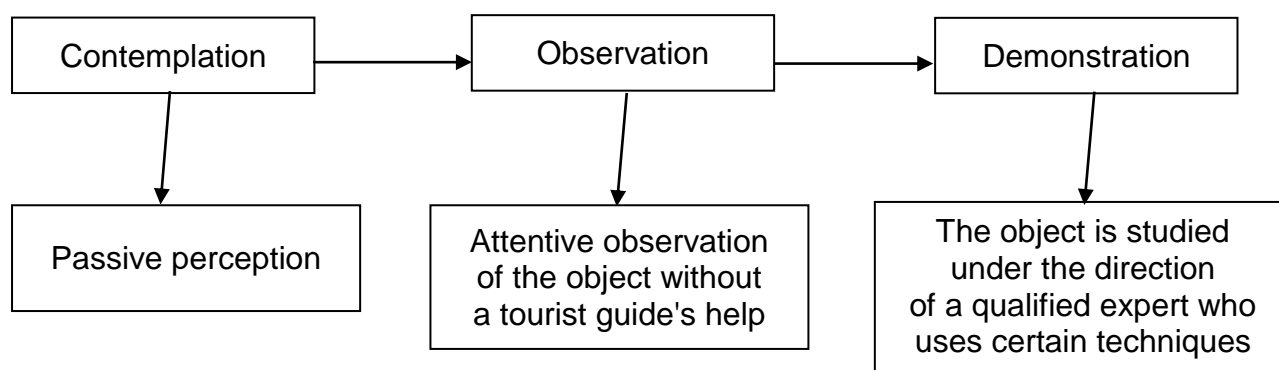 Contemplation
Observation
Demonstration
Passive perception
Attentive observation
of the object without
a tourist guide's help
The object is studied
under the direction
of a qualified expert who
uses certain techniques